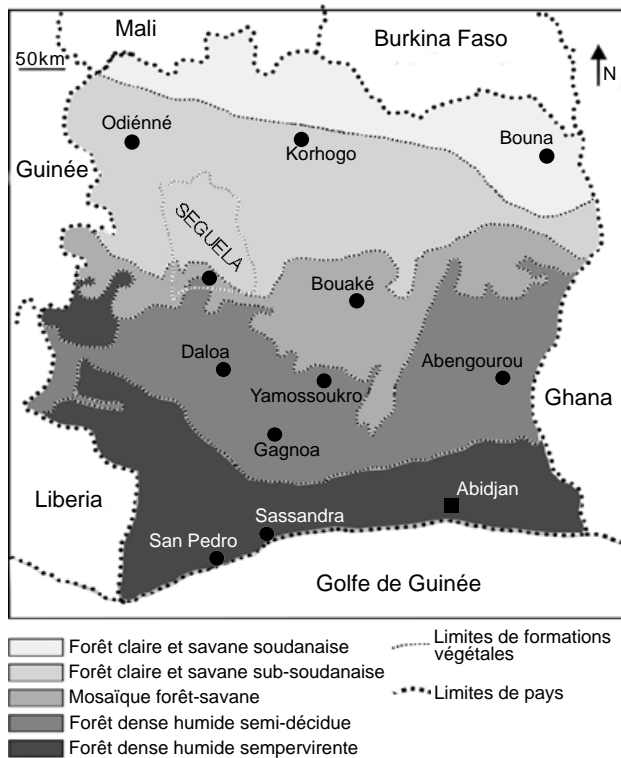 Mali
Burkina Faso
50km
N
Odiénné
Korhogo
Bouna
Guinée
SEGUELA
Bouaké
Daloa
Abengourou
Yamossoukro
Ghana
Gagnoa
Liberia
Abidjan
Sassandra
San Pedro
Golfe de Guinée
Forêt claire et savane soudanaise
Forêt claire et savane sub-soudanaise
Mosaïque forêt-savane
Forêt dense humide semi-décidue
Forêt dense humide sempervirente
Limites de formations
végétales
Limites de pays